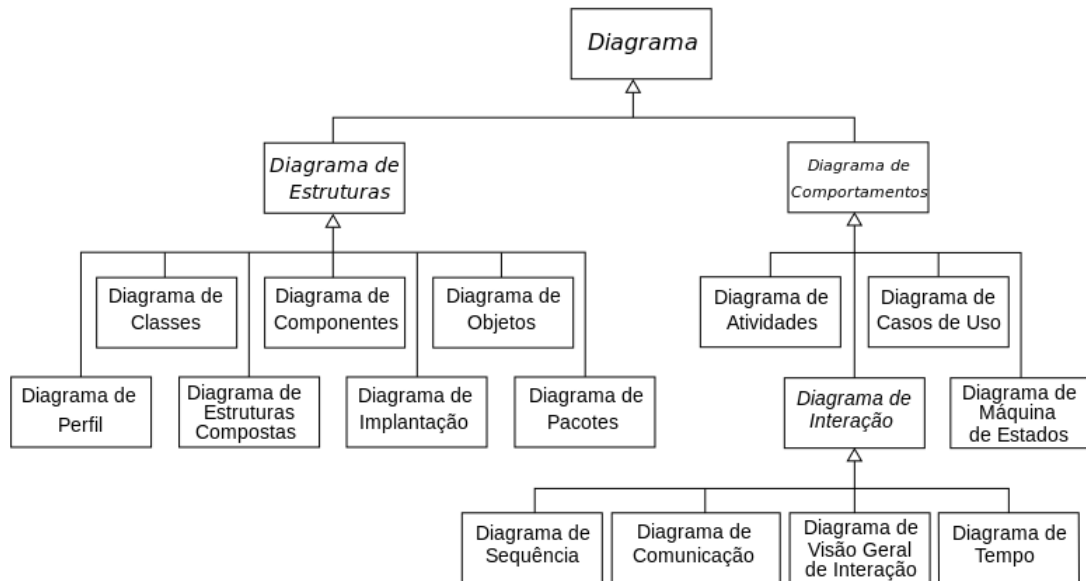 Diagrama
Diagrama de
Estruturas
Diagrama de
Comportamentos
Diagrama de
Classes
Diagrama de
Componentes
Diagrama de
Objetos
Diagrama de
Atividades
Diagrama de
Casos de Uso
Diagrama de
Perfil
Diagrama de
Estruturas
Compostas
Diagrama de
Implantação
Diagrama de
Pacotes
Diagrama de
Interação
Diagrama de
Máquina
de Estados
Diagrama de
Sequência
Diagrama de
Comunicação
Diagrama de
Visão Geral
de Interação
Diagrama de
Tempo